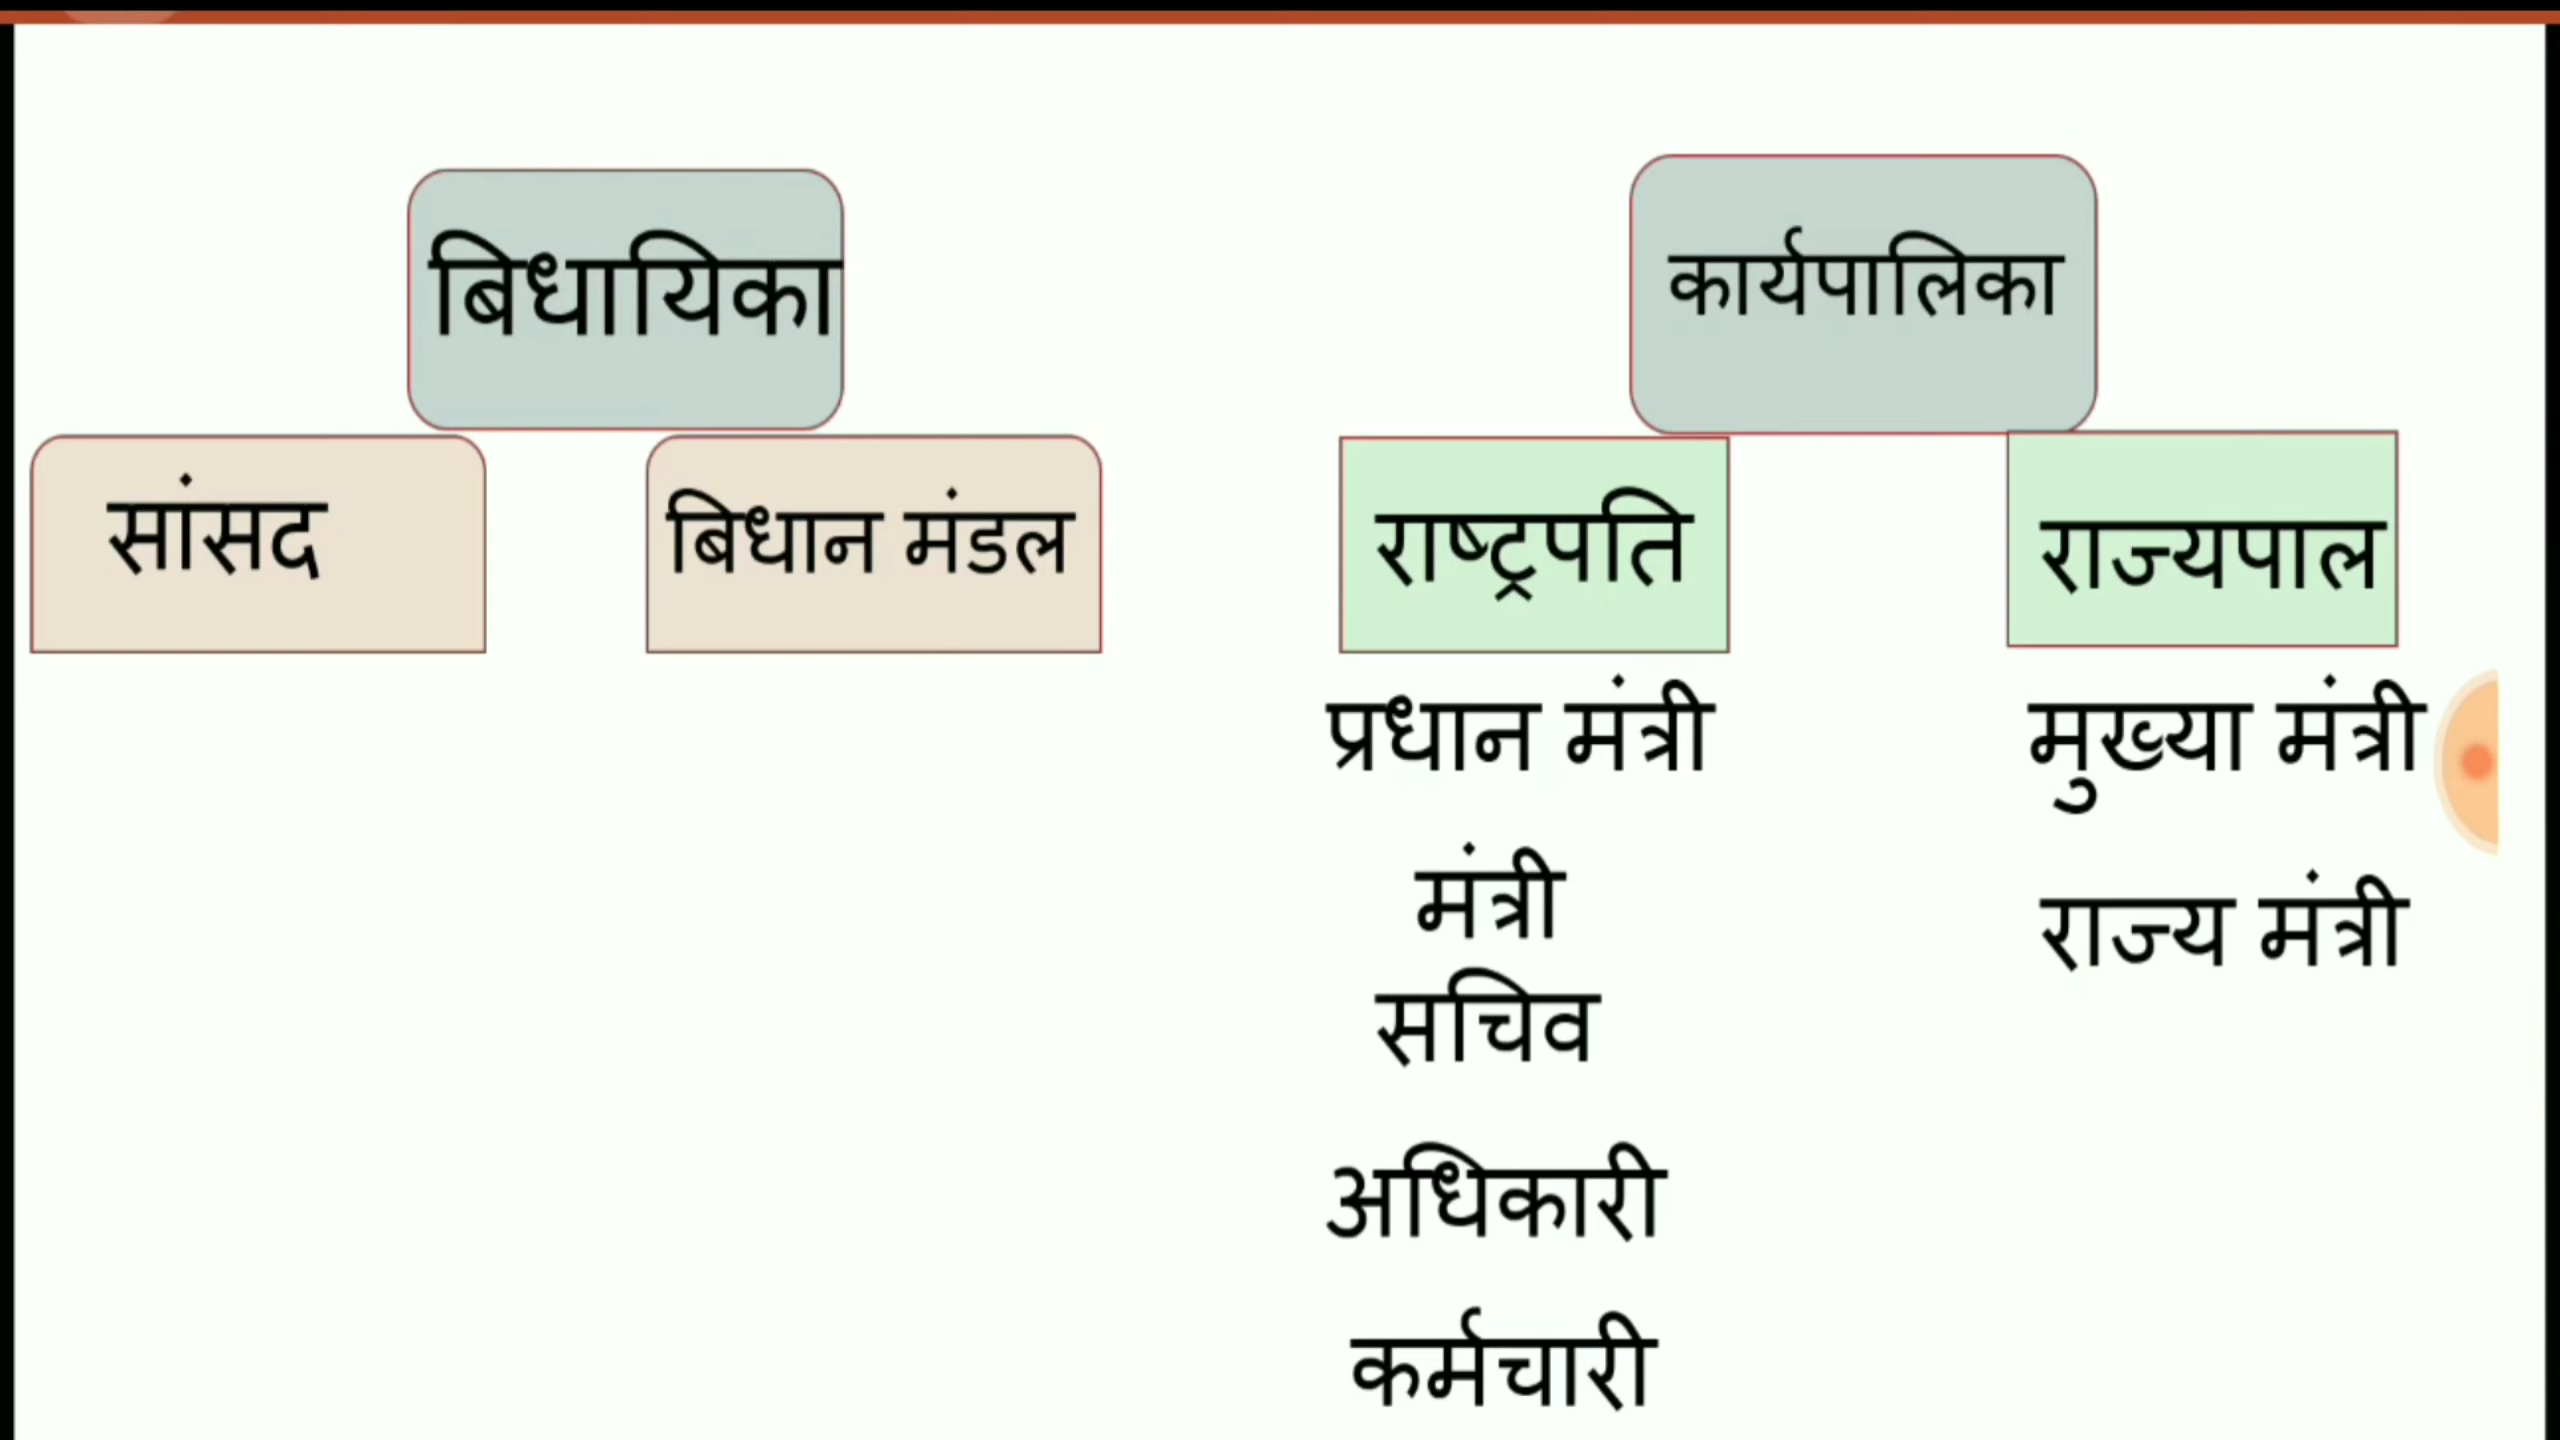 बिधायिका
सांसद
बिधान मंडल
कार्यपालिका
राष्ट्रपति
राज्यपाल
प्रधान मंत्री
मुख्या मंत्री
मंत्री
राज्य मंत्री
सचिव
अधिकारी
कर्मचारी